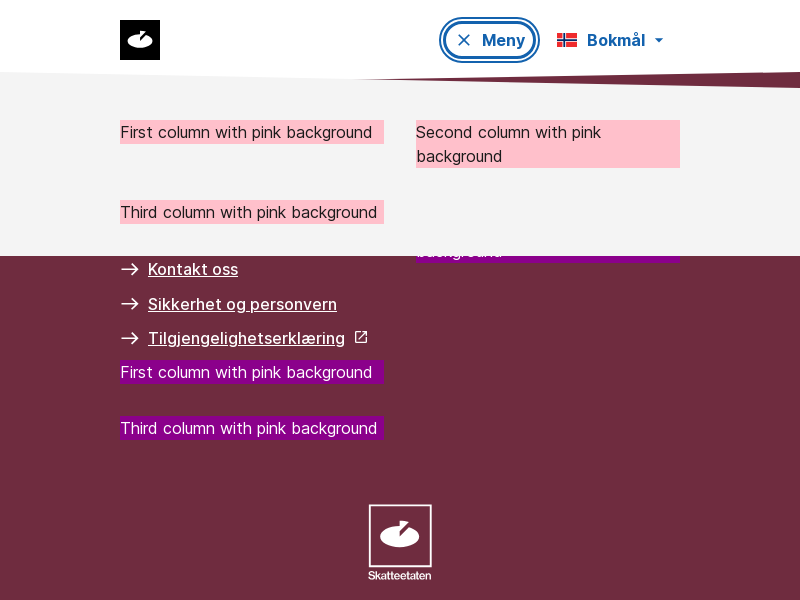 Meny
Bokmål
First column with pink background
Second column with pink
background
Third column with pink background
background
Kontakt oss
Sikkerhet og personvern
Tilgjengelighetserklæring
First column with pink background
Third column with pink background
Skatteetaten